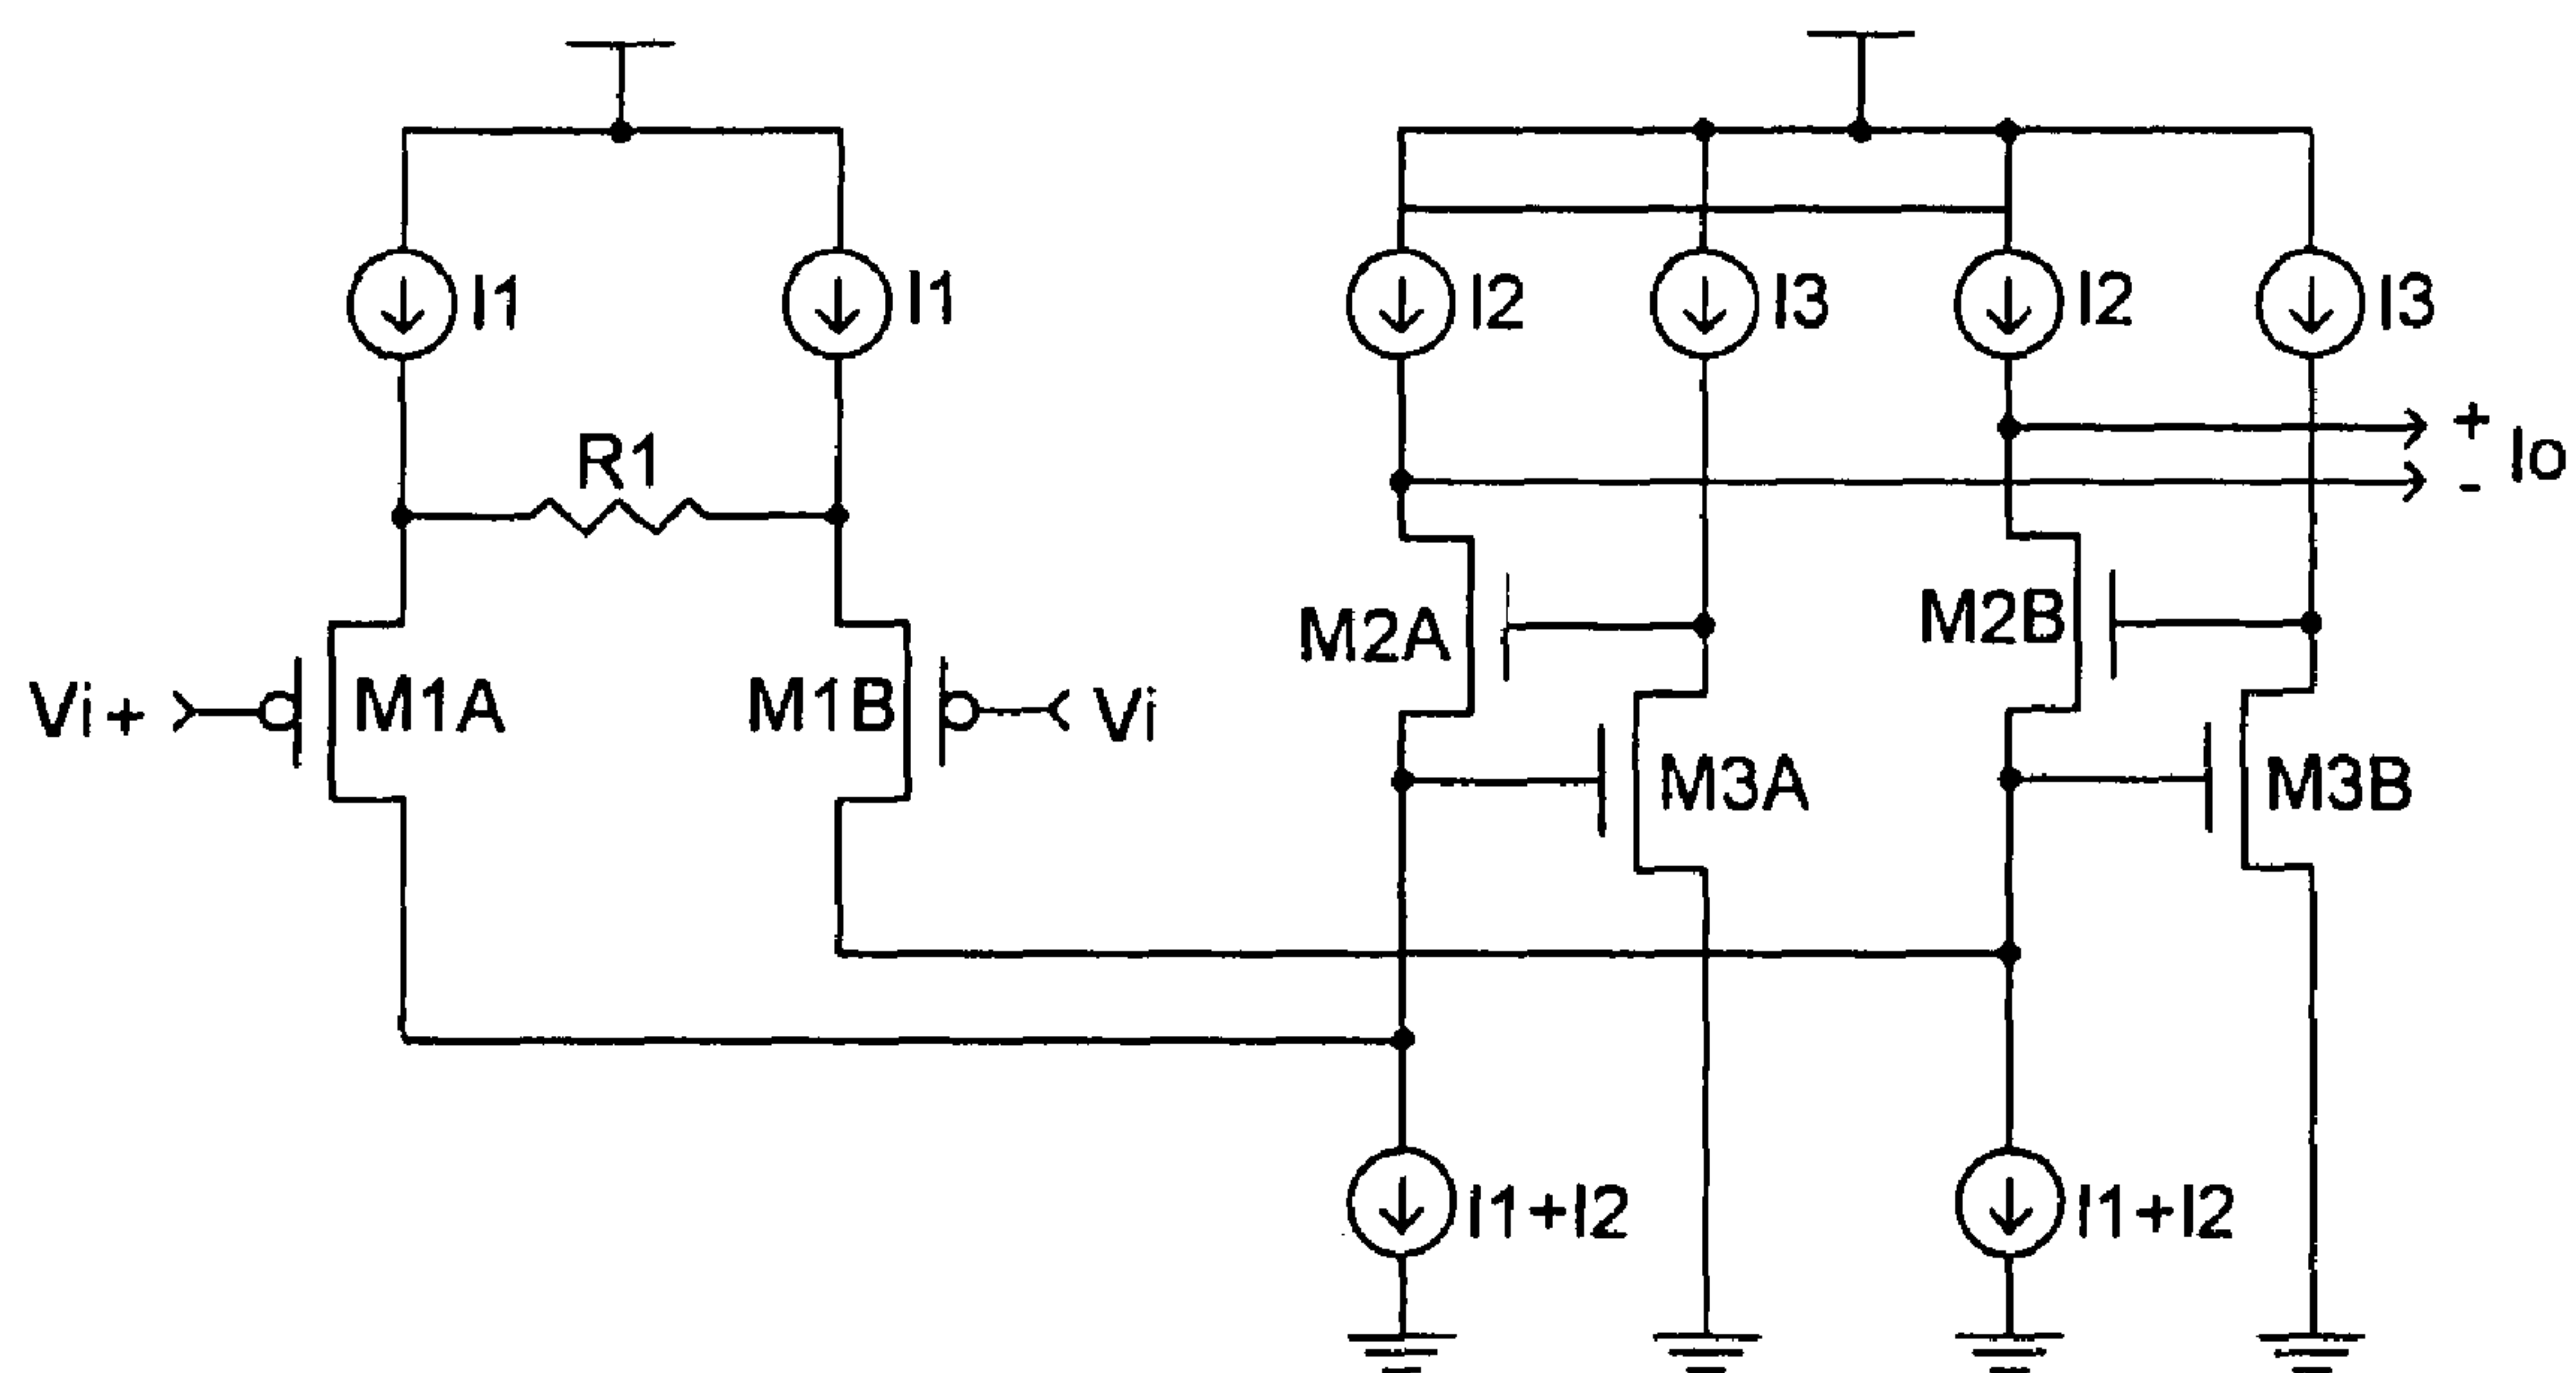 I1
I1
I2
I3
I2
I3
R1
+
Io
-
M2A
M2B
Vi+
M1A
M1B
Vi
M3A
M3B
I1+I2
I1+I2